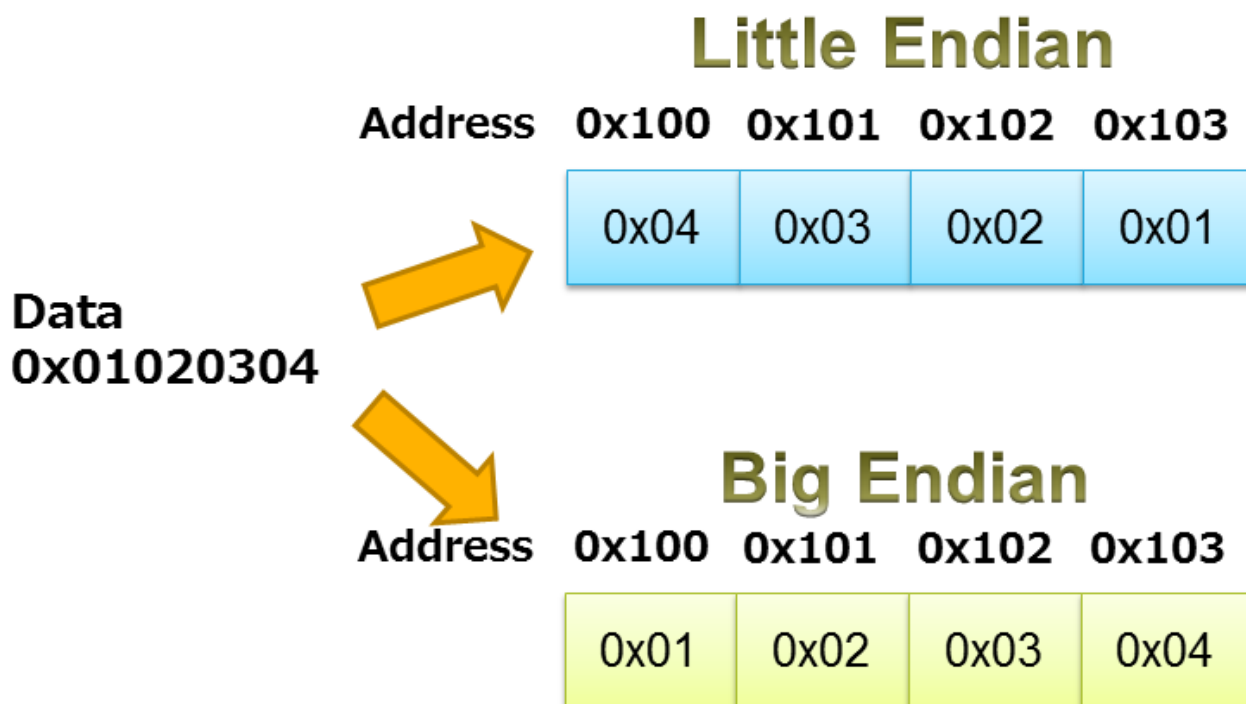 Little Endian
Address 0x100 0x101 0x102 0x103
0x04 0x03 0x02 0x01
Data
0x01020304
Big Endian
Address 0x100 0x101 0x102 0x103
0x01 0x02 0x03 0x04